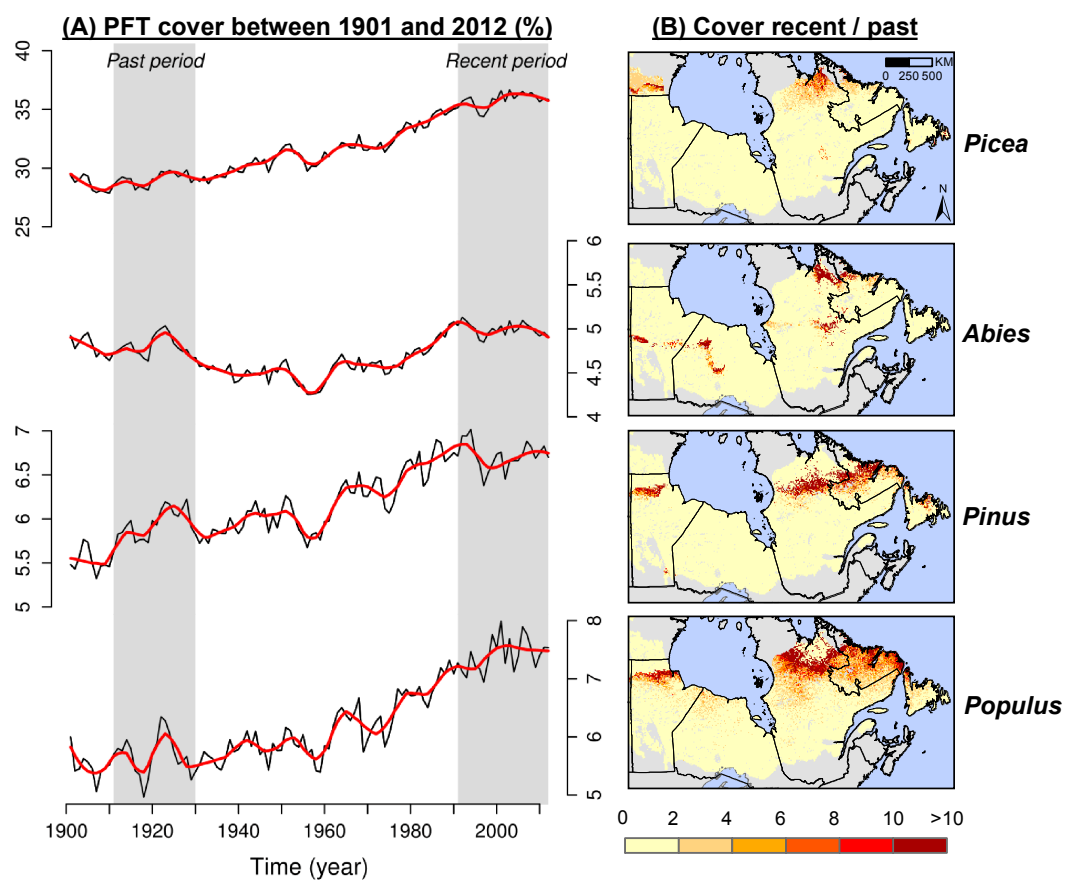 (A) PFT cover between 1901 and 2012 (%)
(B) Cover recent / past
Past period
Recent period
40
35
30
25
KM
0 250 500
N
Picea
6
5.5
5
4.5
4
Abies
7
6.5
6
5.5
5
Pinus
8
7
6
5
Populus
1900 1920 1940 1960 1980 2000
Time (year)
0 2 4 6 8 10 >10